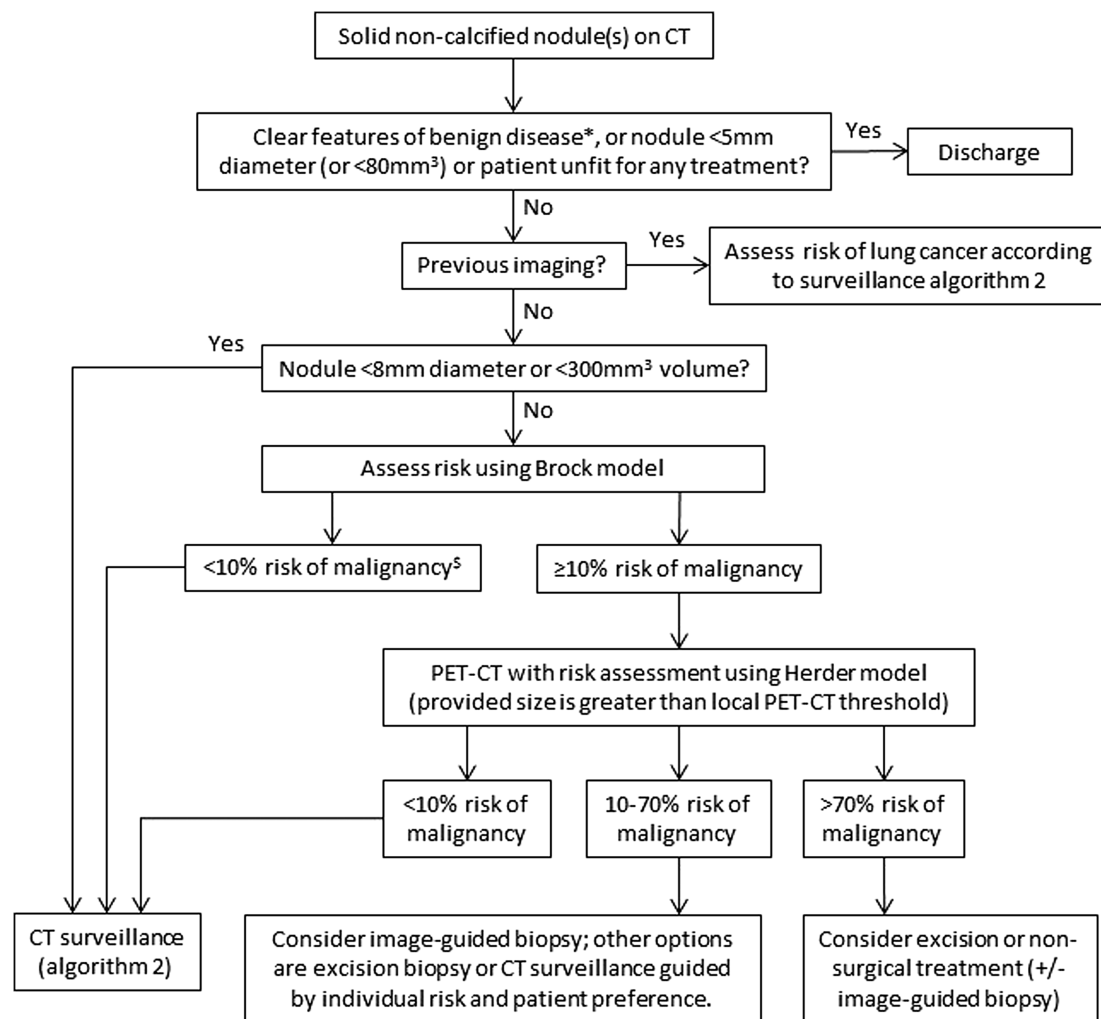 Solid non-calcified nodule(s) on CT
Clear features of benign disease*, or nodule <5mm
diameter (or <80mm³) or patient unfit for any treatment?
Yes
Discharge
No
Previous imaging?
Yes
Assess risk of lung cancer according
to surveillance algorithm 2
No
Yes
Nodule <8mm diameter or <300mm³ volume?
No
Assess risk using Brock model
<10% risk of malignancy$
≥10% risk of malignancy
PET-CT with risk assessment using Herder model
(provided size is greater than local PET-CT threshold)
<10% risk of
malignancy
10-70% risk of
malignancy
>70% risk of
malignancy
CT surveillance
(algorithm 2)
Consider image-guided biopsy; other options
are excision biopsy or CT surveillance guided
by individual risk and patient preference.
Consider excision or non-
surgical treatment (+/-
image-guided biopsy)